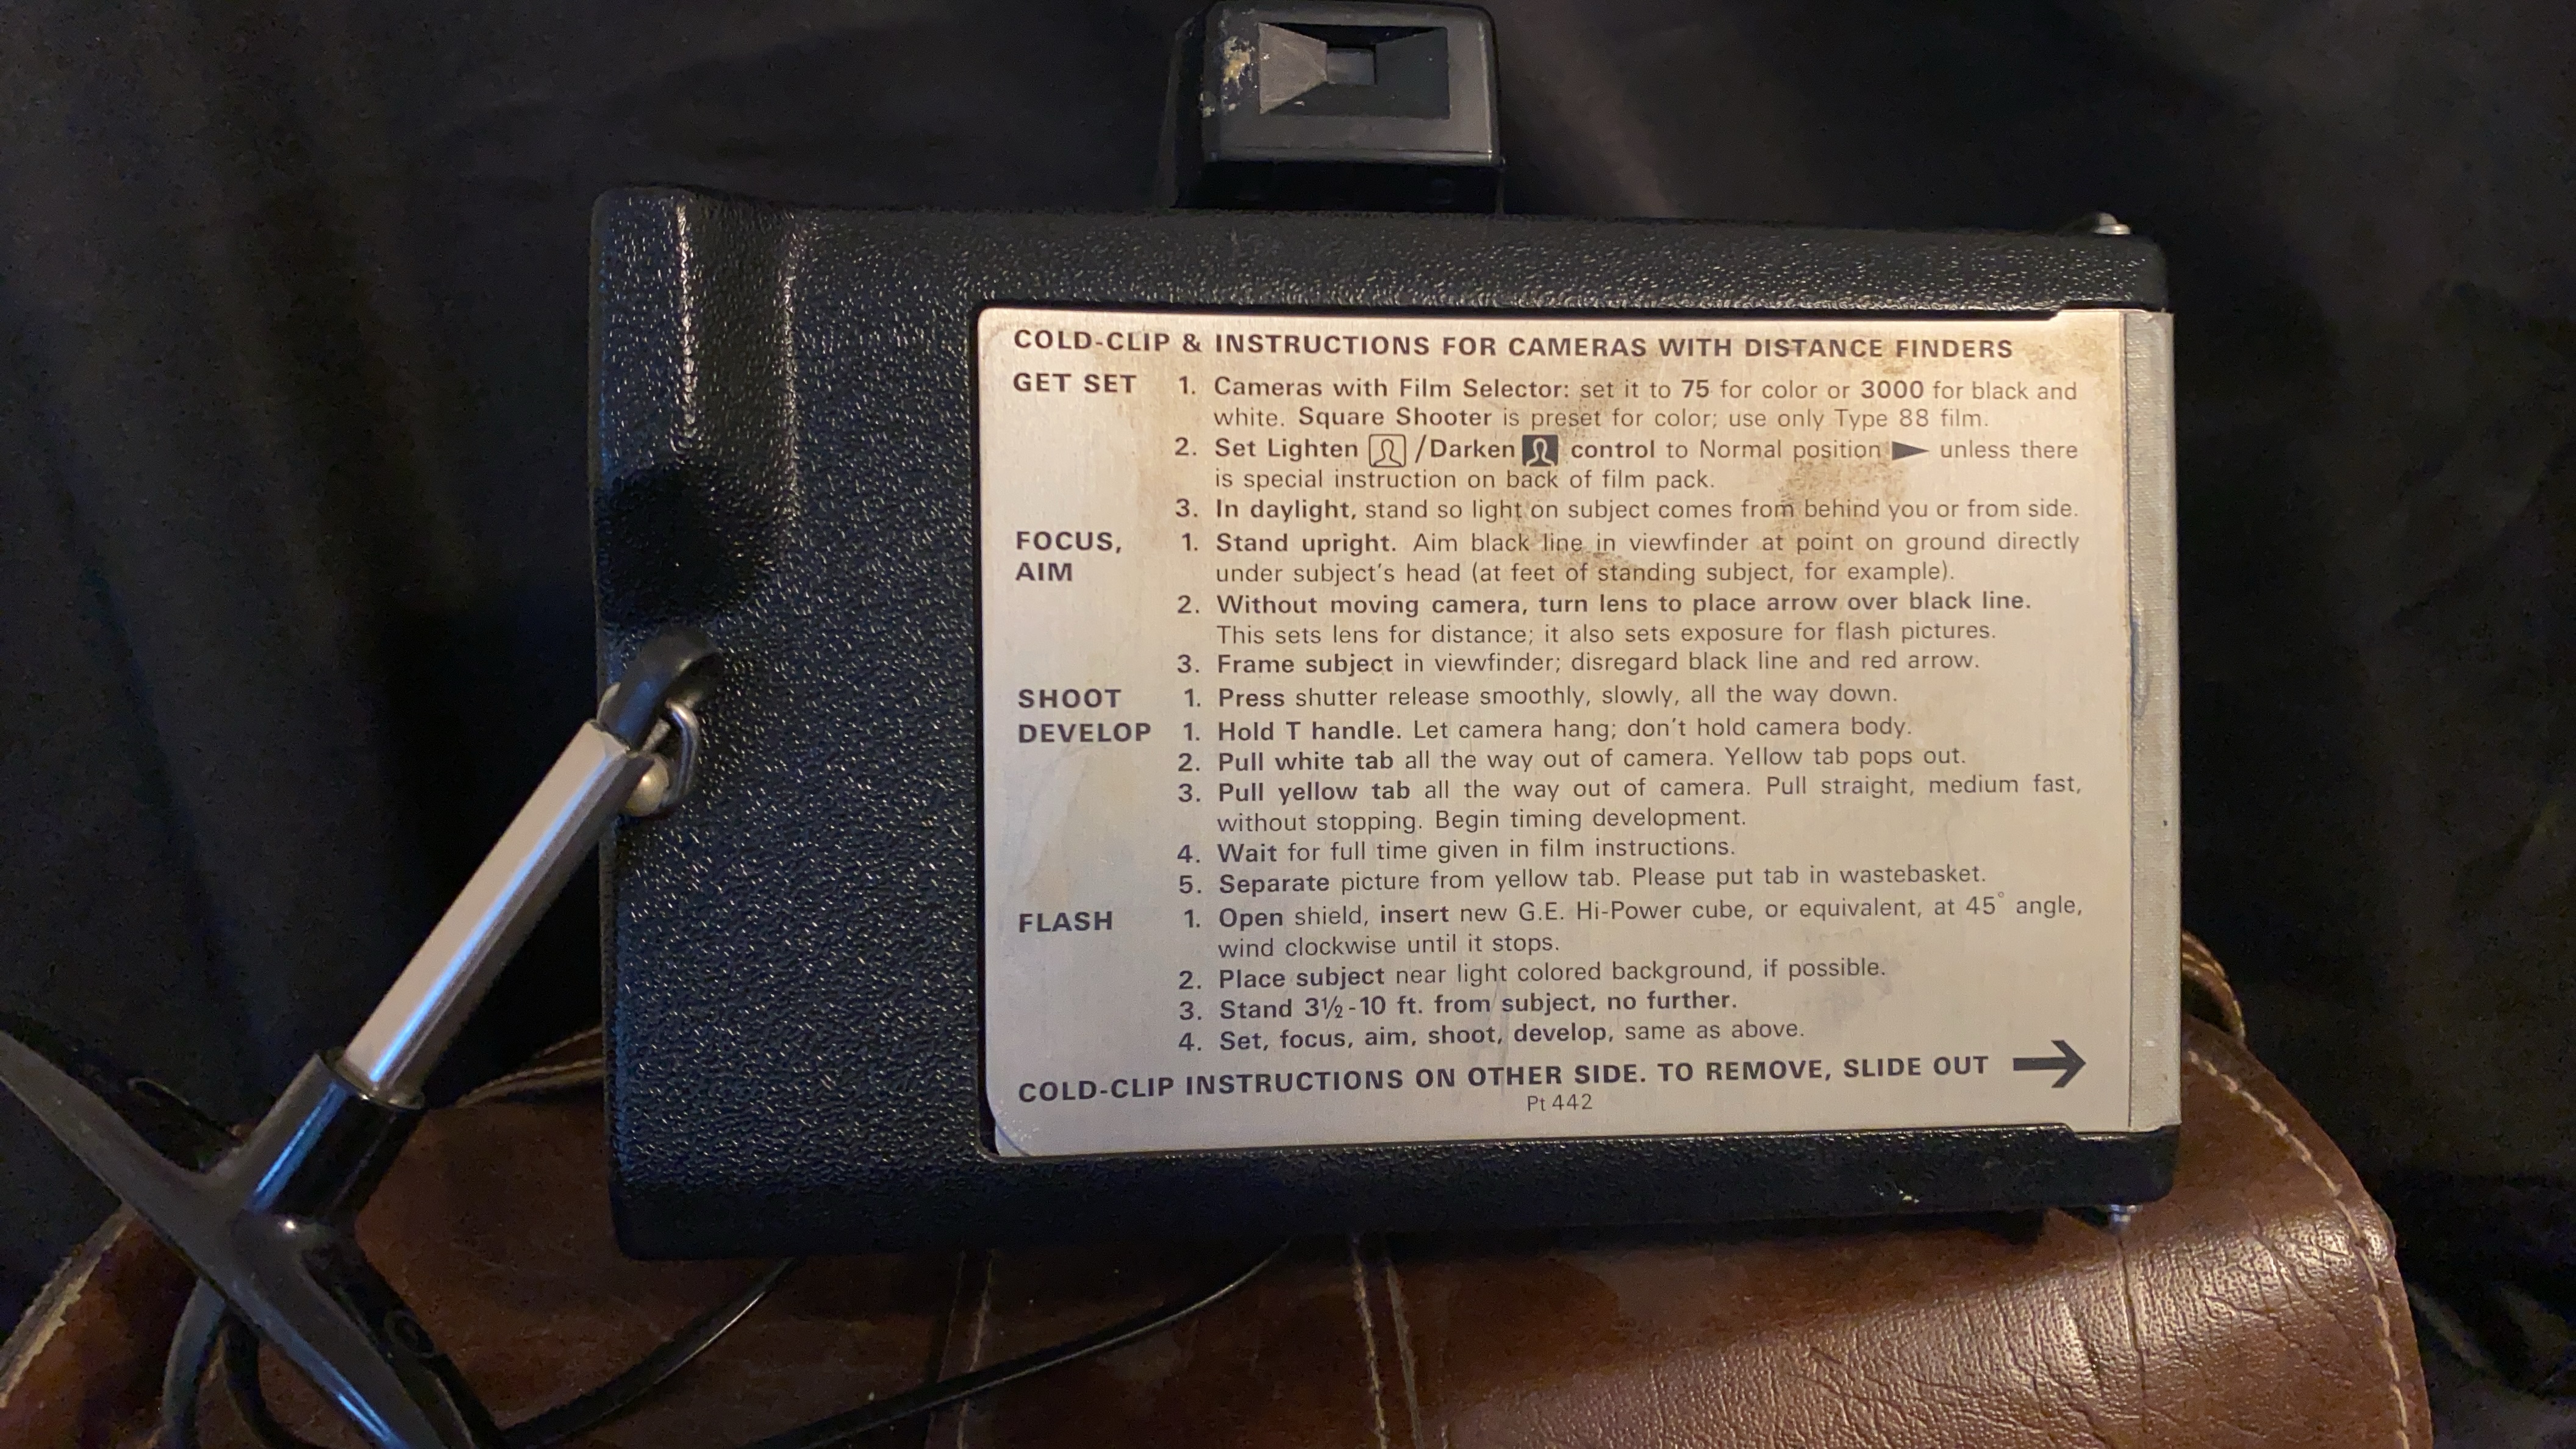 COLD-CLIP & INSTRUCTIONS FOR CAMERAS WITH DISTANCE FINDERS
GET SET 1. Cameras with Film Selector: set it to 75 for color or 3000 for black and
white. Square Shooter is preset for color; use only Type 88 film.
2. Set Lighten /Darken control to Normal position unless there
is special instruction on back of film pack.
3. In daylight, stand so light on subject comes from behind you or from side.
FOCUS, 1. Stand upright. Aim black line in viewfinder at point on ground directly
AIM under subject's head (at feet of standing subject, for example).
2. Without moving camera, turn lens to place arrow over black line.
This sets lens for distance; it also sets exposure for flash pictures.
3. Frame subject in viewfinder; disregard black line and red arrow.
SHOOT 1. Press shutter release smoothly, slowly, all the way down.
DEVELOP 1. Hold T handle. Let camera hang; don't hold camera body.
2. Pull white tab all the way out of camera. Yellow tab pops out.
3. Pull yellow tab all the way out of camera. Pull straight, medium fast,
without stopping. Begin timing development.
4. Wait for full time given in film instructions.
5. Separate picture from yellow tab. Please put tab in wastebasket.
FLASH 1. Open shield, insert new G.E. Hi-Power cube, or equivalent, at 45° angle,
wind clockwise until it stops.
2. Place subject near light colored background, if possible.
3. Stand 3½-10 ft. from subject, no further.
4. Set, focus, aim, shoot, develop, same as above.
COLD-CLIP INSTRUCTIONS ON OTHER SIDE. TO REMOVE, SLIDE OUT →
Pt 442